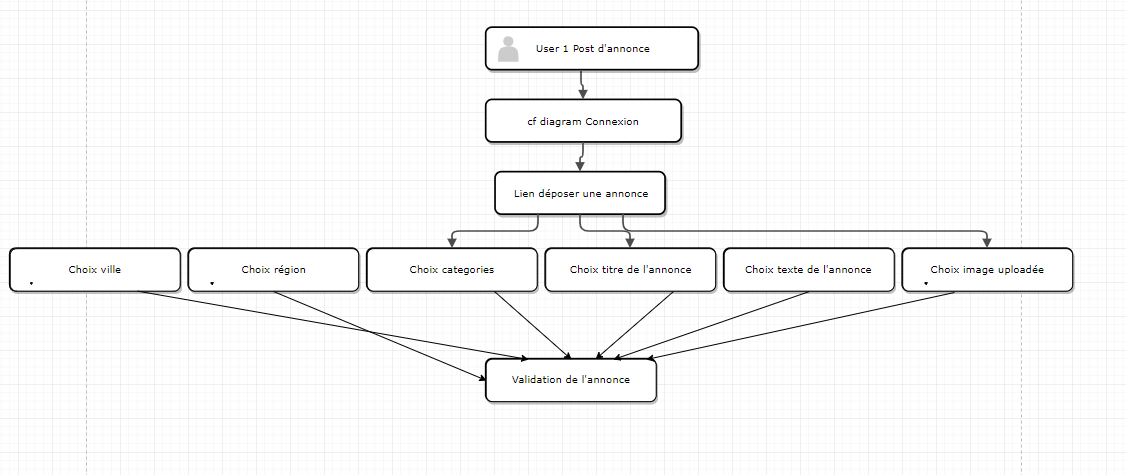 User 1 Post d'annonce
cf diagram Connexion
Lien déposer une annonce
Choix ville
Choix région
Choix categories
Choix titre de l'annonce
Choix texte de l'annonce
Choix image uploadée
Validation de l'annonce